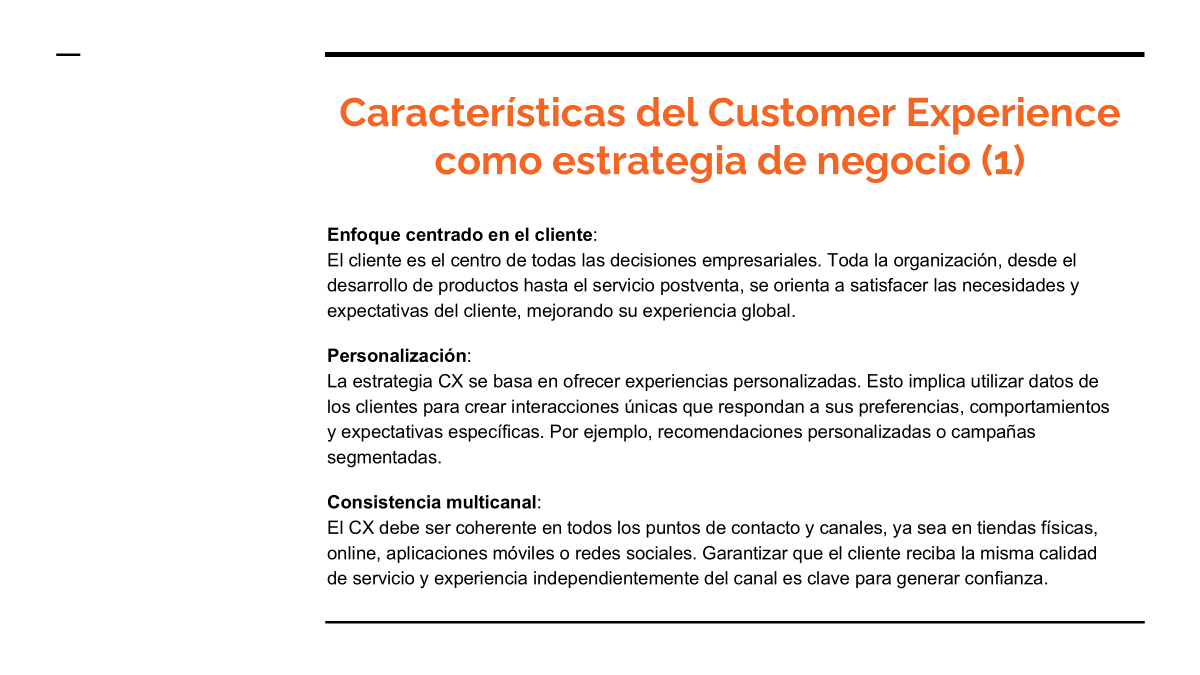 Características del Customer Experience
como estrategia de negocio (1)
Enfoque centrado en el cliente:
El cliente es el centro de todas las decisiones empresariales. Toda la organización, desde el
desarrollo de productos hasta el servicio postventa, se orienta a satisfacer las necesidades y
expectativas del cliente, mejorando su experiencia global.
Personalización:
La estrategia CX se basa en ofrecer experiencias personalizadas. Esto implica utilizar datos de
los clientes para crear interacciones únicas que respondan a sus preferencias, comportamientos
y expectativas específicas. Por ejemplo, recomendaciones personalizadas o campañas
segmentadas.
Consistencia multicanal:
El CX debe ser coherente en todos los puntos de contacto y canales, ya sea en tiendas físicas,
online, aplicaciones móviles o redes sociales. Garantizar que el cliente reciba la misma calidad
de servicio y experiencia independientemente del canal es clave para generar confianza.